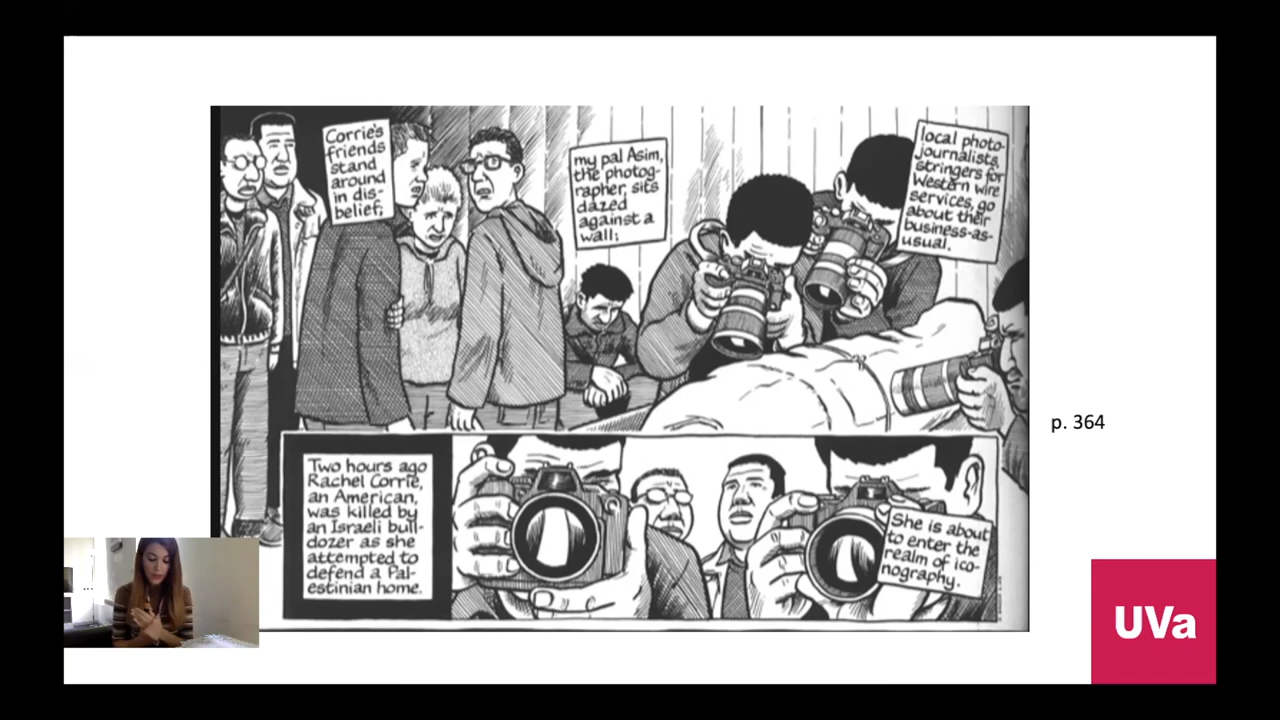 Corrie's
friends
stand
around
in dis-
belief;
my pal Asim,
the photog-
rapher, sits
dazed
against a
wall;
local photo-
journalists,
stringers for
Western wire
services, go
about their
business-as-
usual.
Two hours ago
Rachel Corrie,
an American,
was killed by
an Israeli bull-
dozer as she
attempted to
defend a Pal-
estinian home.
She is about
to enter the
realm of ico-
nography.
p. 364
UVa